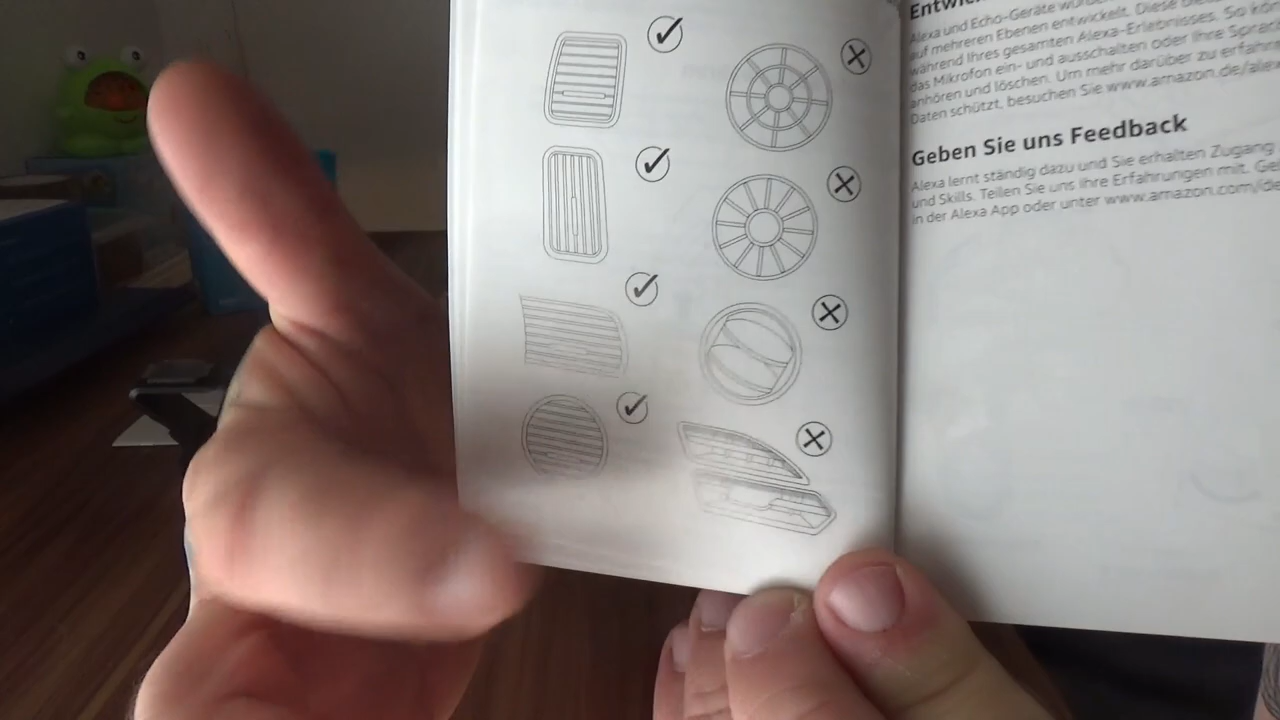 Alexa und Echo-Geräte
auf mehreren Ebenen entwickelt. Diese
während Ihres gesamten Alexa-Erlebnisses. So
das Mikrofon ein- und ausschalten oder Ihre
anhören und löschen. Um mehr darüber zu
Daten schützt, besuchen Sie www.amazon.de/
Geben Sie uns Feedback
Alexa lernt ständig dazu und Sie erhalten Zugang
und Skills. Teilen Sie uns Ihre Erfahrungen mit.
in der Alexa App oder unter www.amazon.com/de